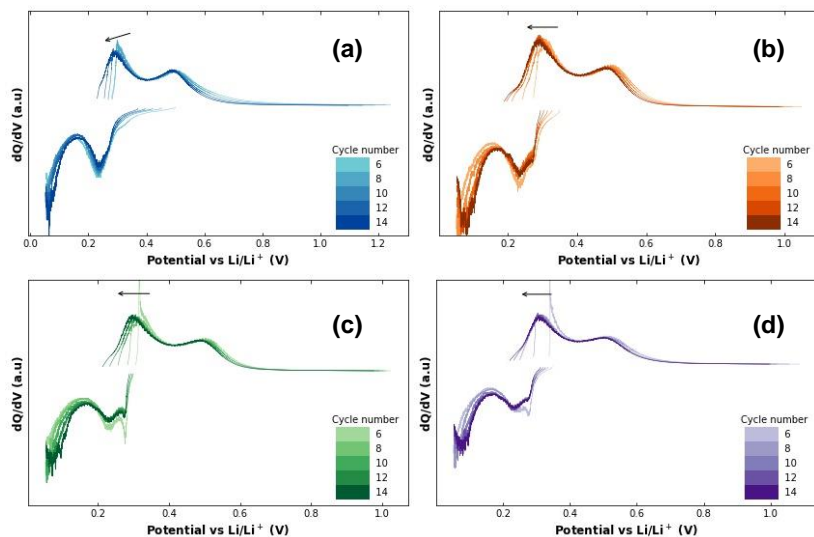 (a)
dQ/dV (a.u)
Cycle number
6
8
10
12
14
0.0 0.2 0.4 0.6 0.8 1.0 1.2
Potential vs Li/Li⁺ (V)
(b)
dQ/dV (a.u)
Cycle number
6
8
10
12
14
0.2 0.4 0.6 0.8 1.0
Potential vs Li/Li⁺ (V)
(c)
dQ/dV (a.u)
Cycle number
6
8
10
12
14
0.2 0.4 0.6 0.8 1.0
Potential vs Li/Li⁺ (V)
(d)
dQ/dV (a.u)
Cycle number
6
8
10
12
14
0.2 0.4 0.6 0.8 1.0
Potential vs Li/Li⁺ (V)